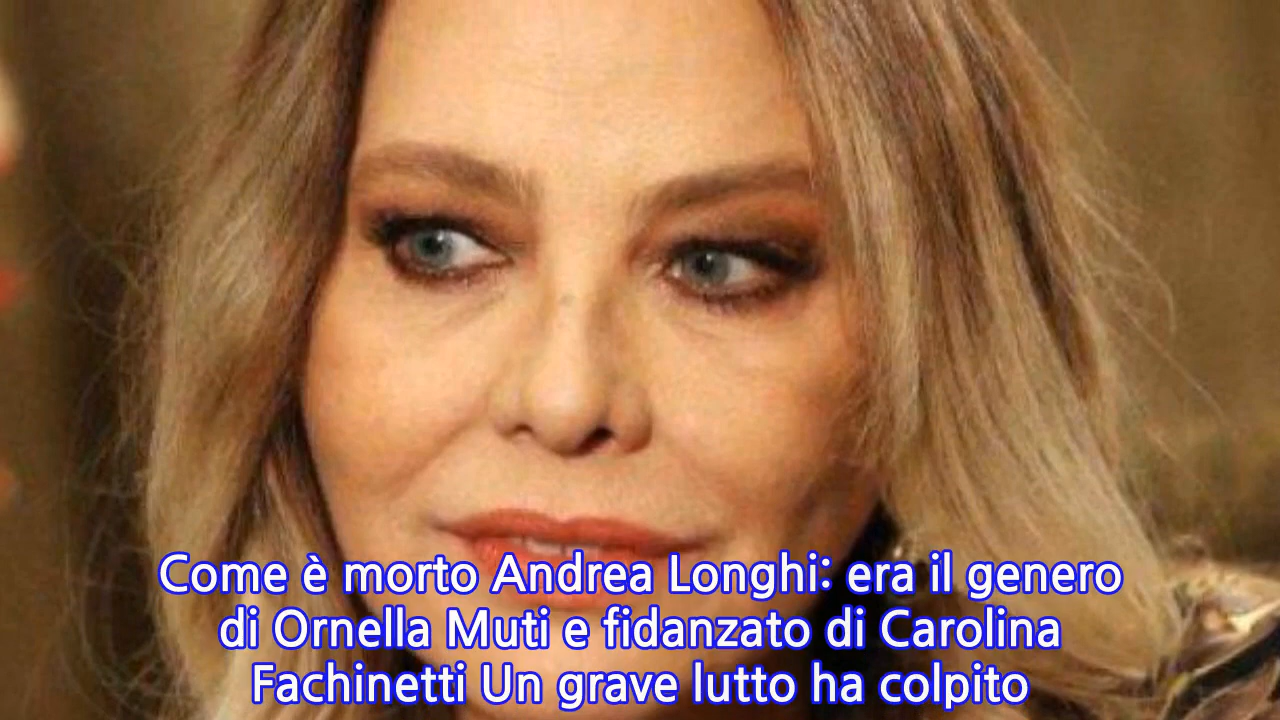 Come è morto Andrea Longhi: era il genero
di Ornella Muti e fidanzato di Carolina
Fachinetti Un grave lutto ha colpito